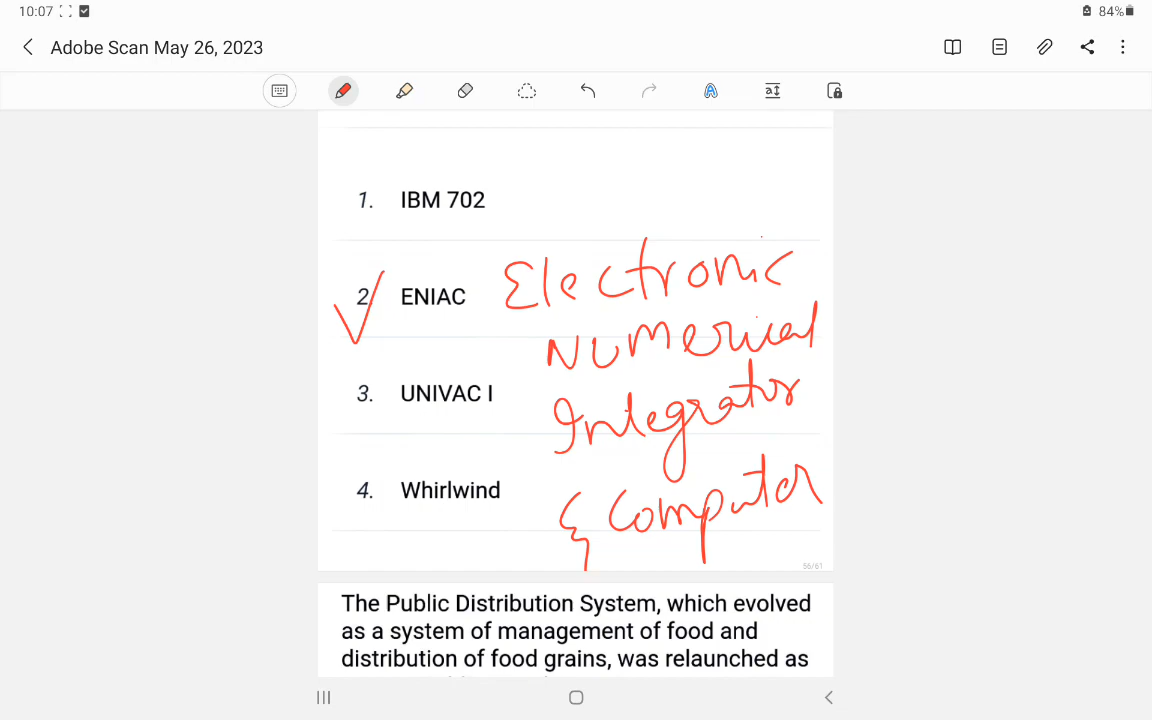 10:07
84%
Adobe Scan May 26, 2023
1. IBM 702
2. ENIAC
Electronic
Numerical
3. UNIVAC I
Integrator
4. Whirlwind
& Computer
56/61
The Public Distribution System, which evolved
as a system of management of food and
distribution of food grains, was relaunched as